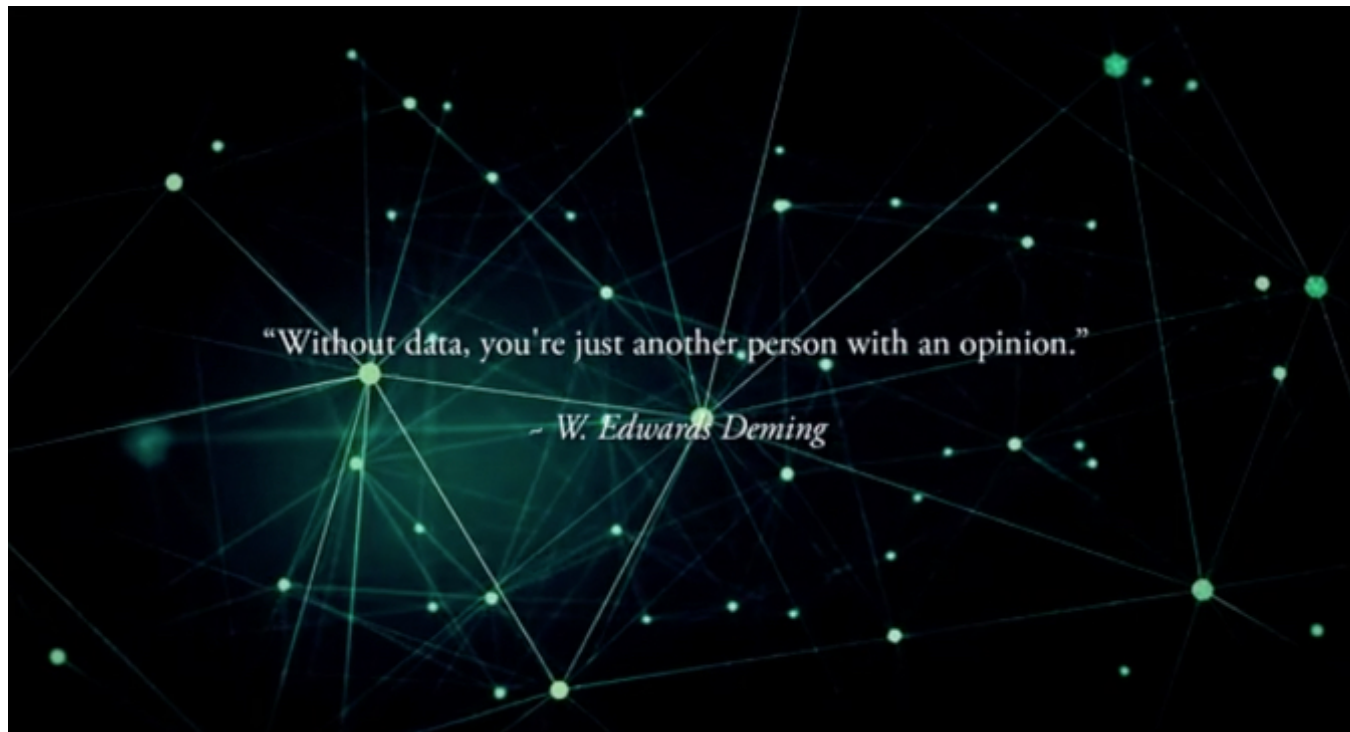 “Without data, you're just another person with an opinion.”
~ W. Edwards Deming